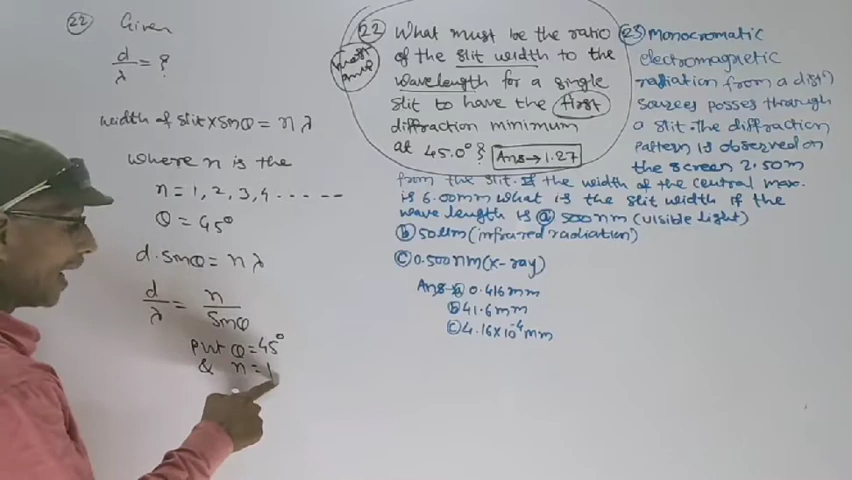 22 Given
d/λ = ?
width of slit × Sinθ = n λ
where n is the
n = 1, 2, 3, 4 ------
θ = 45°
d. Sinθ = n λ
d/λ = n/Sinθ
put θ = 45°
& n = 1
22 What must be the ratio
of the slit width to the
wavelength for a single
slit to have the first
diffraction minimum
at 45.0°? Ans→1.27
23 Monocromatic
electromagnetic
radiation from a dist
sources posses through
a slit. The diffraction
pattern is observed on
the screen 2.50m
from the slit. If the width of the central max.
is 6.00mm what is the slit width if the
wave length is a 500nm (visible light)
b 50μm (infrared radiation)
c 0.500nm (x-ray)
Ans→ a 0.416mm
b 41.6mm
c 4.16×10⁻⁴mm